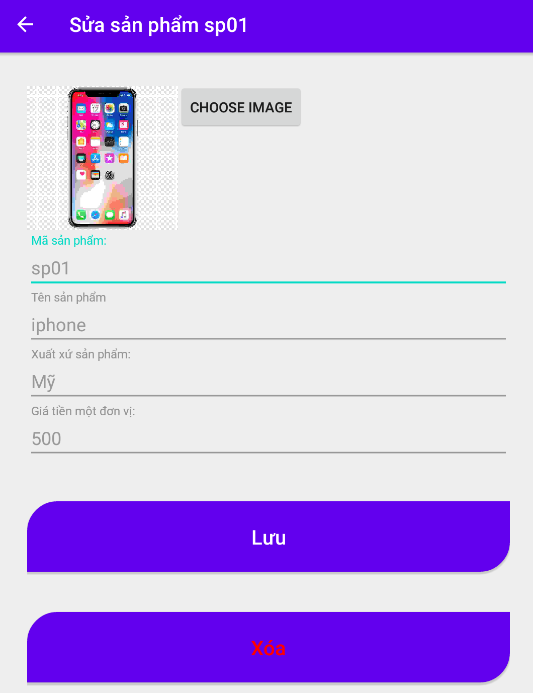 Sửa sản phẩm sp01
CHOOSE IMAGE
Mã sản phẩm:
sp01
Tên sản phẩm
iphone
Xuất xứ sản phẩm:
Mỹ
Giá tiền một đơn vị:
500
Lưu
Xóa